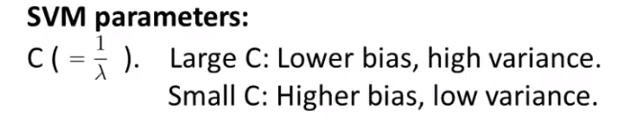 SVM parameters:
C ( = 1/λ ). Large C: Lower bias, high variance.
Small C: Higher bias, low variance.